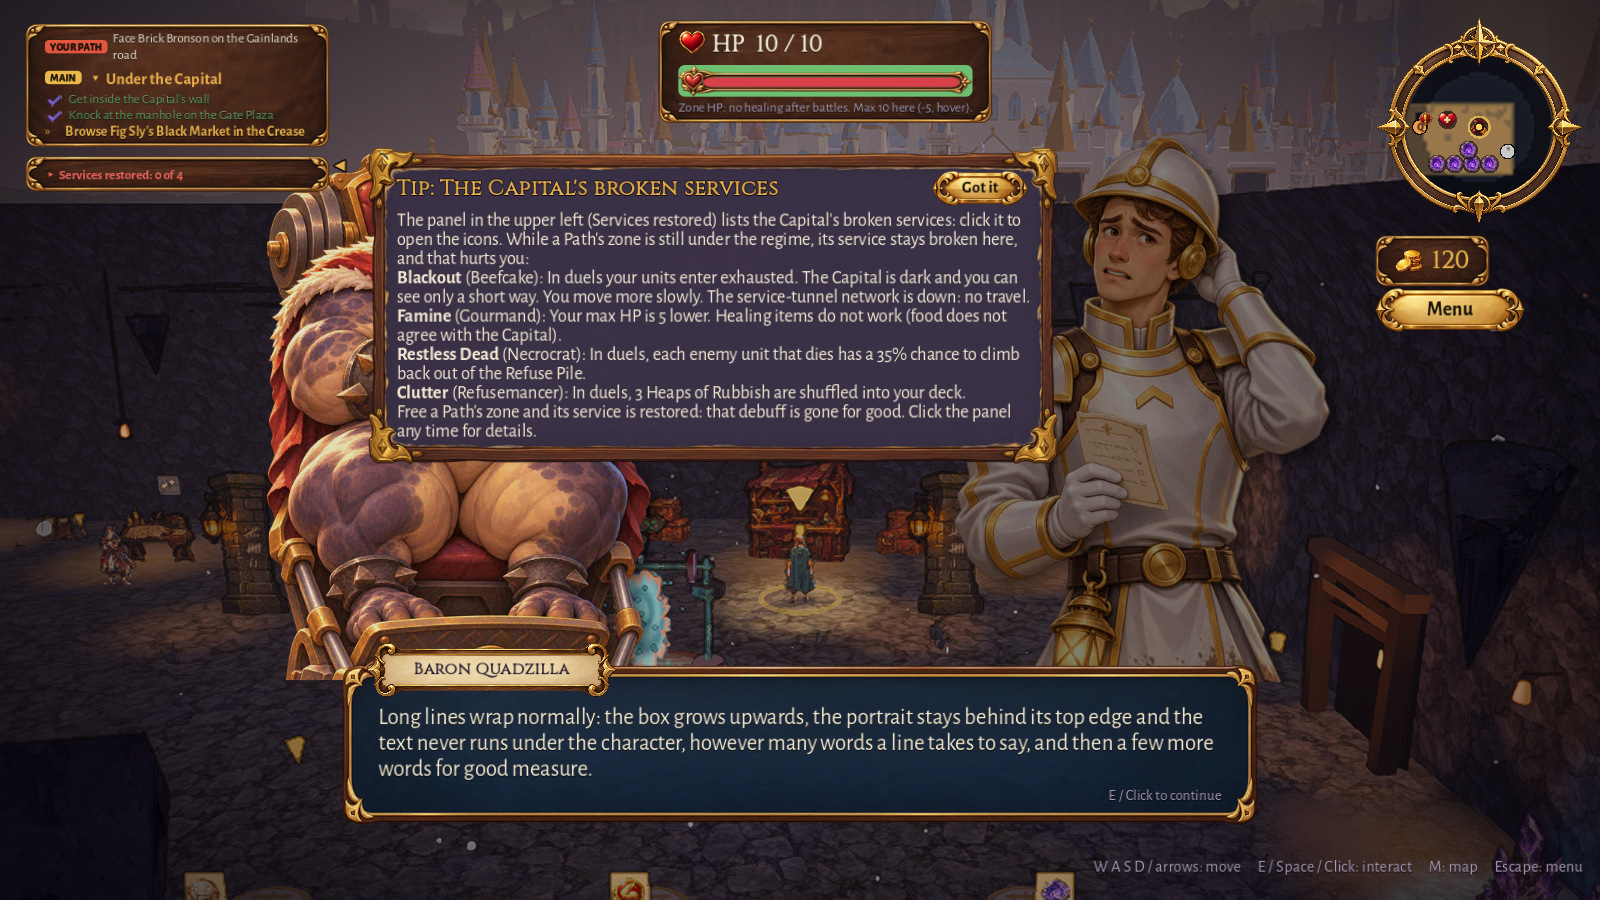 YOUR PATH Face Brick Bronson on the Gainlands
road
MAIN ▾ Under the Capital
Get inside the Capital's wall
Knock at the manhole on the Gate Plaza
» Browse Fig Sly's Black Market in the Crease
▸ Services restored: 0 of 4
HP 10 / 10
Zone HP: no healing after battles. Max 10 here (-5, hover).
120
Menu
TIP: THE CAPITAL'S BROKEN SERVICES
Got it
The panel in the upper left (Services restored) lists the Capital's broken services: click it to
open the icons. While a Path's zone is still under the regime, its service stays broken here,
and that hurts you:
Blackout (Beefcake): In duels your units enter exhausted. The Capital is dark and you can
see only a short way. You move more slowly. The service-tunnel network is down: no travel.
Famine (Gourmand): Your max HP is 5 lower. Healing items do not work (food does not
agree with the Capital).
Restless Dead (Necrocrat): In duels, each enemy unit that dies has a 35% chance to climb
back out of the Refuse Pile.
Clutter (Refusemancer): In duels, 3 Heaps of Rubbish are shuffled into your deck.
Free a Path's zone and its service is restored: that debuff is gone for good. Click the panel
any time for details.
BARON QUADZILLA
Long lines wrap normally: the box grows upwards, the portrait stays behind its top edge and the
text never runs under the character, however many words a line takes to say, and then a few more
words for good measure.
E / Click to continue
W A S D / arrows: move E / Space / Click: interact M: map Escape: menu